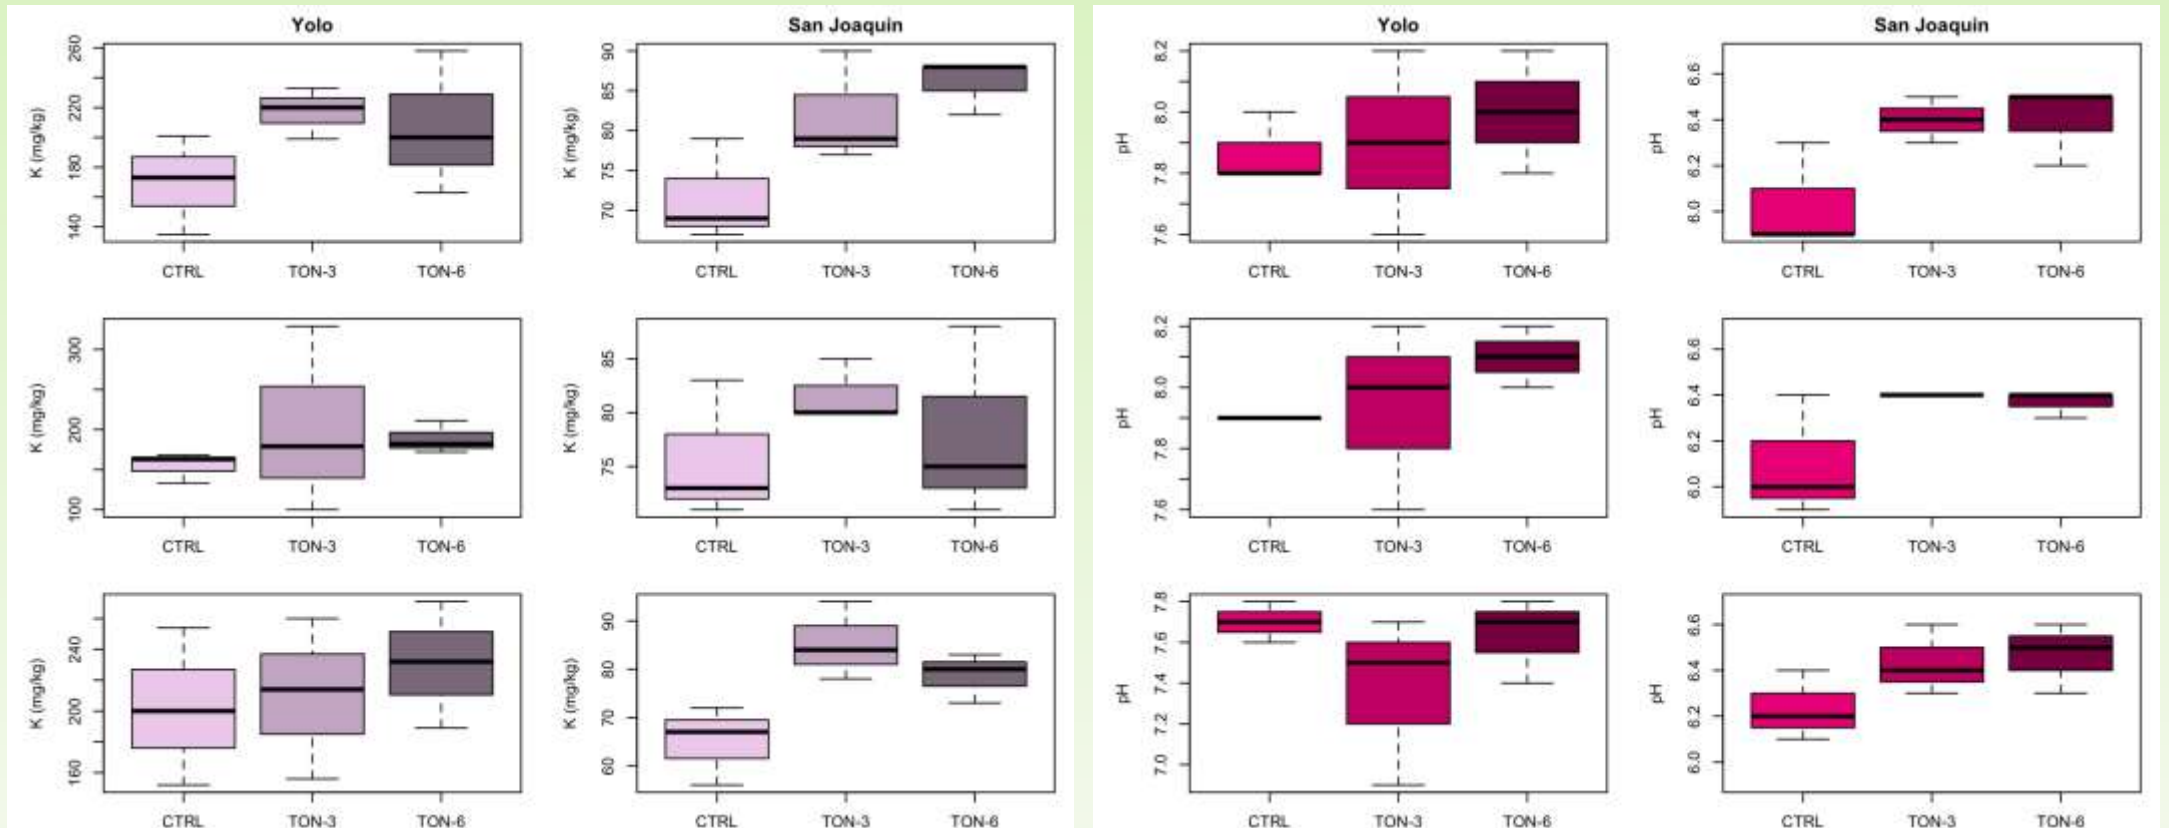 Yolo
K (mg/kg)
260
220
180
140
CTRL TON-3 TON-6
San Joaquin
K (mg/kg)
90
85
80
75
70
CTRL TON-3 TON-6
K (mg/kg)
300
200
100
CTRL TON-3 TON-6
K (mg/kg)
85
80
75
CTRL TON-3 TON-6
K (mg/kg)
240
200
160
CTRL TON-3 TON-6
K (mg/kg)
90
80
70
60
CTRL TON-3 TON-6
Yolo
pH
8.2
8.0
7.8
7.6
CTRL TON-3 TON-6
San Joaquin
pH
6.6
6.4
6.2
6.0
CTRL TON-3 TON-6
pH
8.2
8.0
7.8
7.6
CTRL TON-3 TON-6
pH
6.6
6.4
6.2
6.0
CTRL TON-3 TON-6
pH
7.8
7.6
7.4
7.2
7.0
CTRL TON-3 TON-6
pH
6.6
6.4
6.2
6.0
CTRL TON-3 TON-6